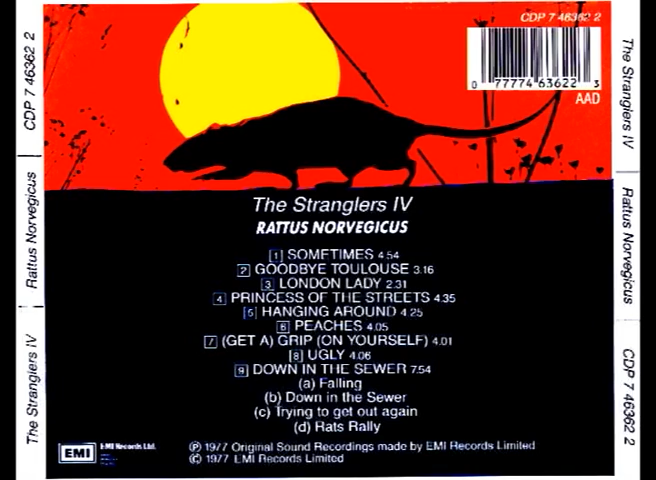 CDP 7 46362 2
0 77774 63622 3
AAD
The Stranglers IV
RATTUS NORVEGICUS
1 SOMETIMES 4.54
2 GOODBYE TOULOUSE 3.16
3 LONDON LADY 2.31
4 PRINCESS OF THE STREETS 4.35
5 HANGING AROUND 4.25
6 PEACHES 4.05
7 (GET A) GRIP (ON YOURSELF) 4.01
8 UGLY 4.06
9 DOWN IN THE SEWER 7.54
(a) Falling
(b) Down in the Sewer
(c) Trying to get out again
(d) Rats Rally
EMI EMI Records Ltd.
℗ 1977 Original Sound Recordings made by EMI Records Limited
© 1977 EMI Records Limited
The Stranglers IV Rattus Norvegicus CDP 7 46362 2
The Stranglers IV Rattus Norvegicus CDP 7 46362 2